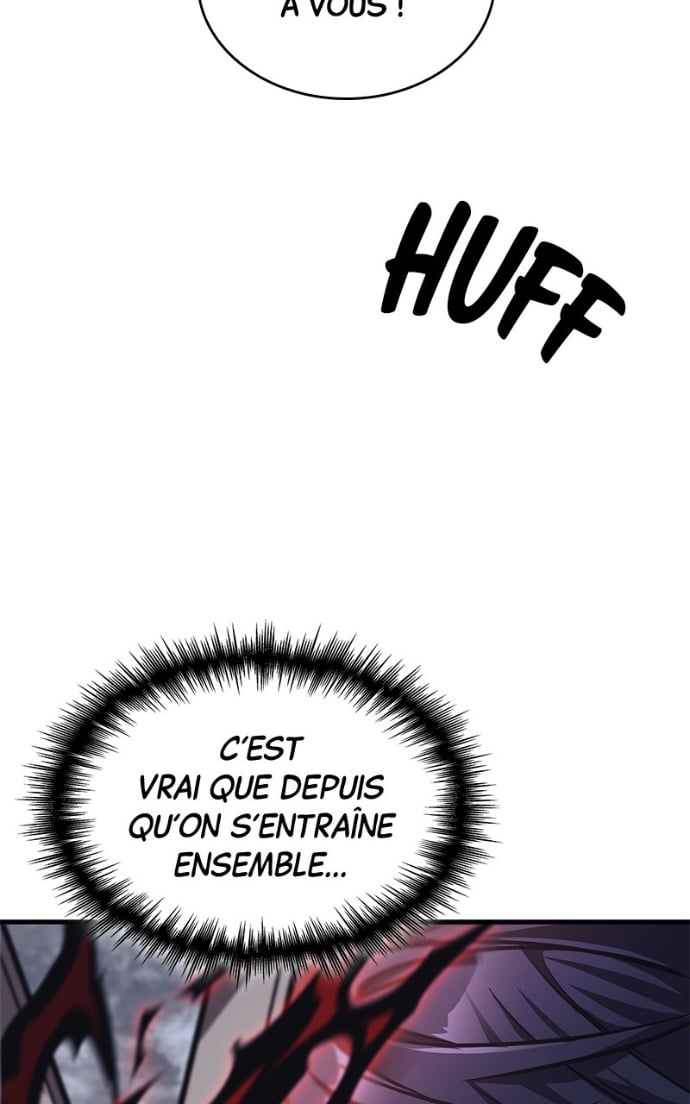 À VOUS !
HUFF
C'EST
VRAI QUE DEPUIS
QU'ON S'ENTRAÎNE
ENSEMBLE...